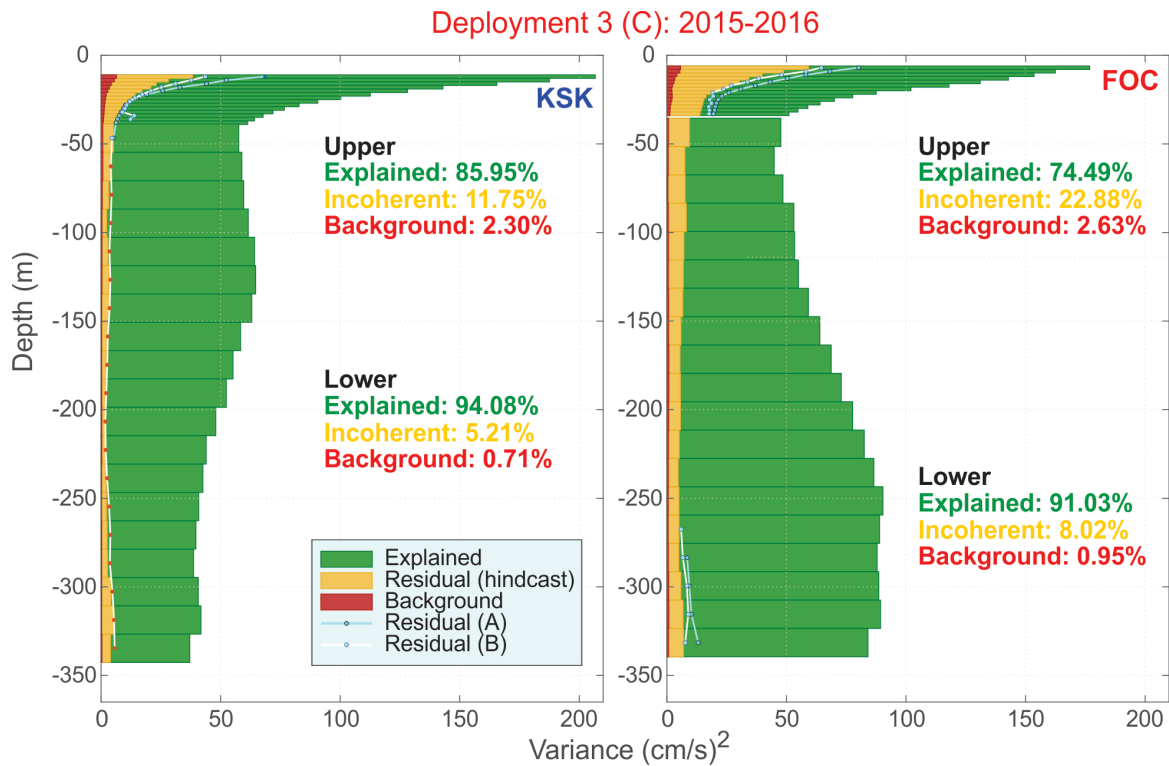 Deployment 3 (C): 2015-2016
KSK
FOC
Depth (m)
0
-50
-100
-150
-200
-250
-300
-350
Upper
Explained: 85.95%
Incoherent: 11.75%
Background: 2.30%
Lower
Explained: 94.08%
Incoherent: 5.21%
Background: 0.71%
Explained
Residual (hindcast)
Background
Residual (A)
Residual (B)
0 50 100 150 200
0
-50
-100
-150
-200
-250
-300
-350
Upper
Explained: 74.49%
Incoherent: 22.88%
Background: 2.63%
Lower
Explained: 91.03%
Incoherent: 8.02%
Background: 0.95%
0 50 100 150 200
Variance (cm/s)²